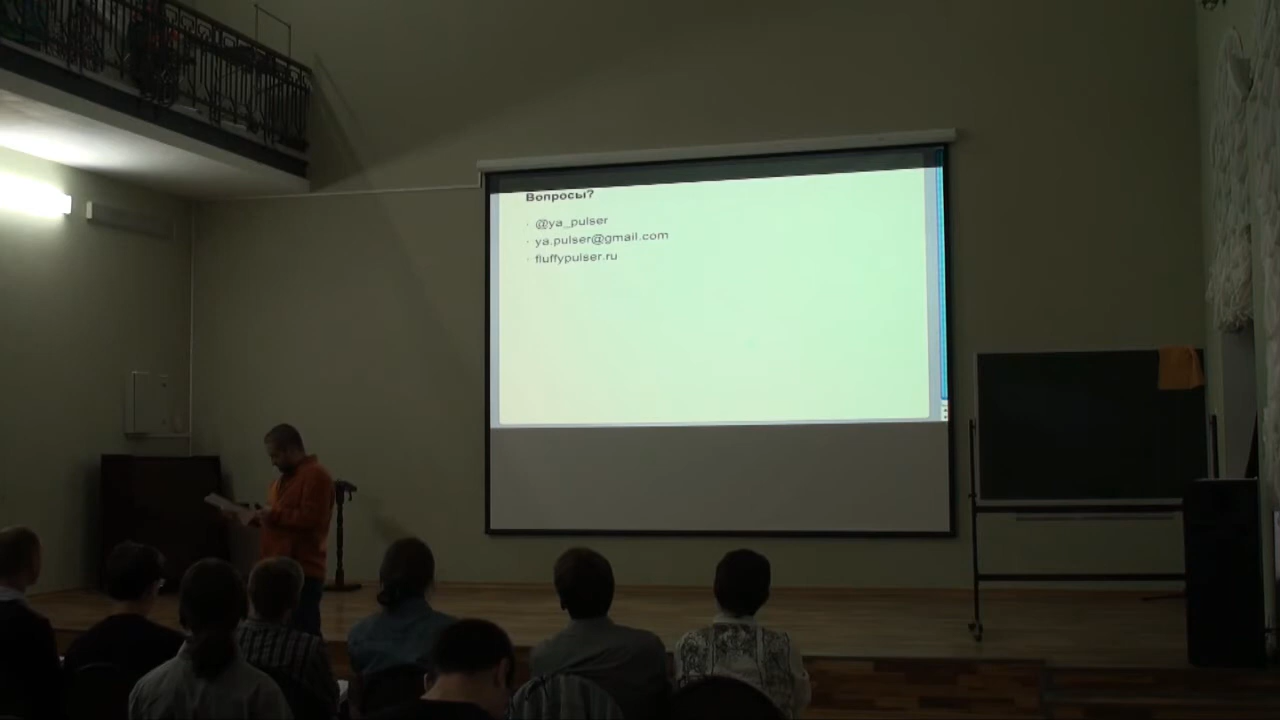 Вопросы?
@ya_pulser
ya.pulser@gmail.com
fluffypulser.ru